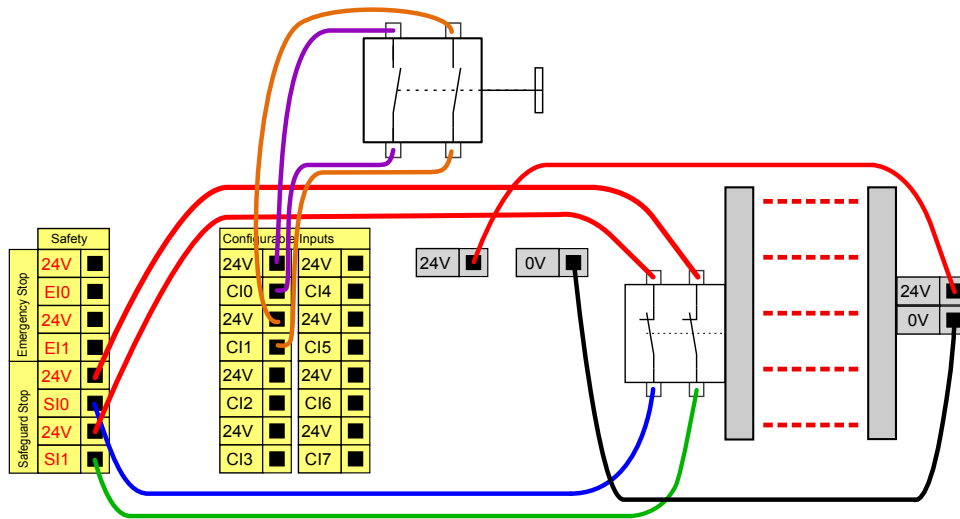 Safety
Emergency Stop
24V
EI0
24V
EI1
Safeguard Stop
24V
SI0
24V
SI1
Configurable Inputs
24V 24V
CI0 CI4
24V 24V
CI1 CI5
24V 24V
CI2 CI6
24V 24V
CI3 CI7
24V 0V
24V
0V